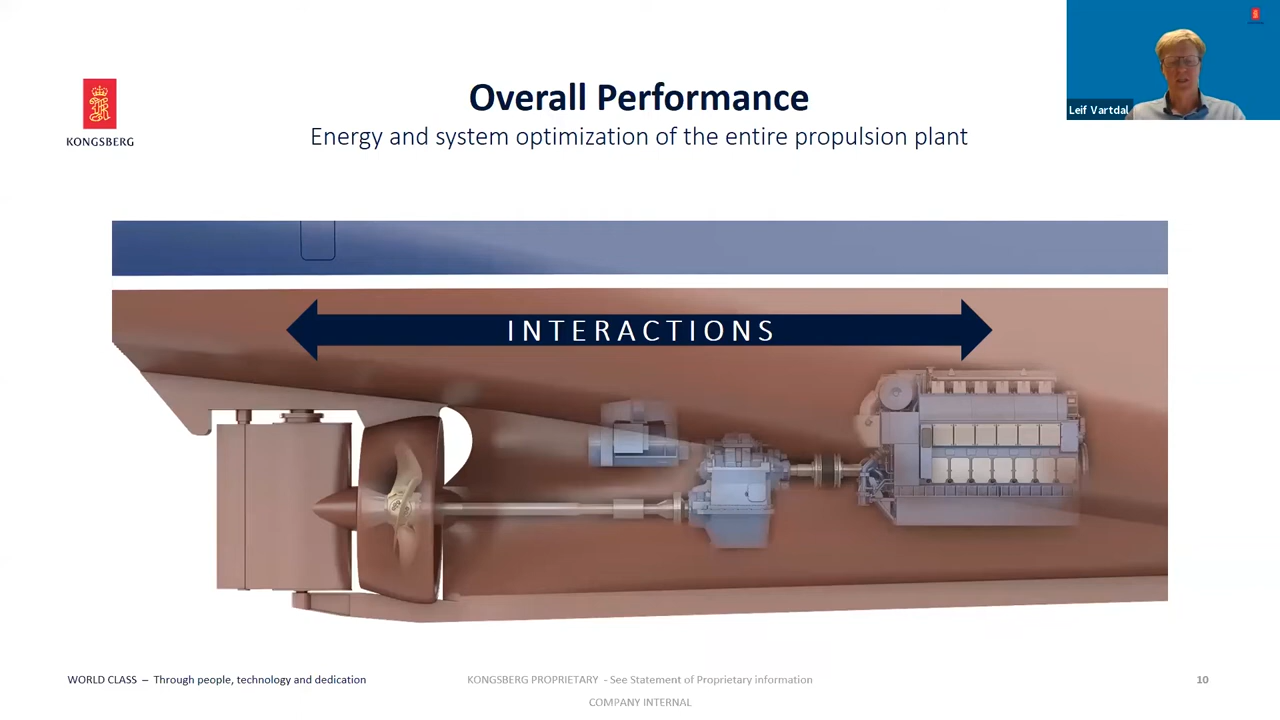 Overall Performance
Energy and system optimization of the entire propulsion plant
KONGSBERG
Leif Vartdal
INTERACTIONS
WORLD CLASS – Through people, technology and dedication
KONGSBERG PROPRIETARY - See Statement of Proprietary information
10
COMPANY INTERNAL